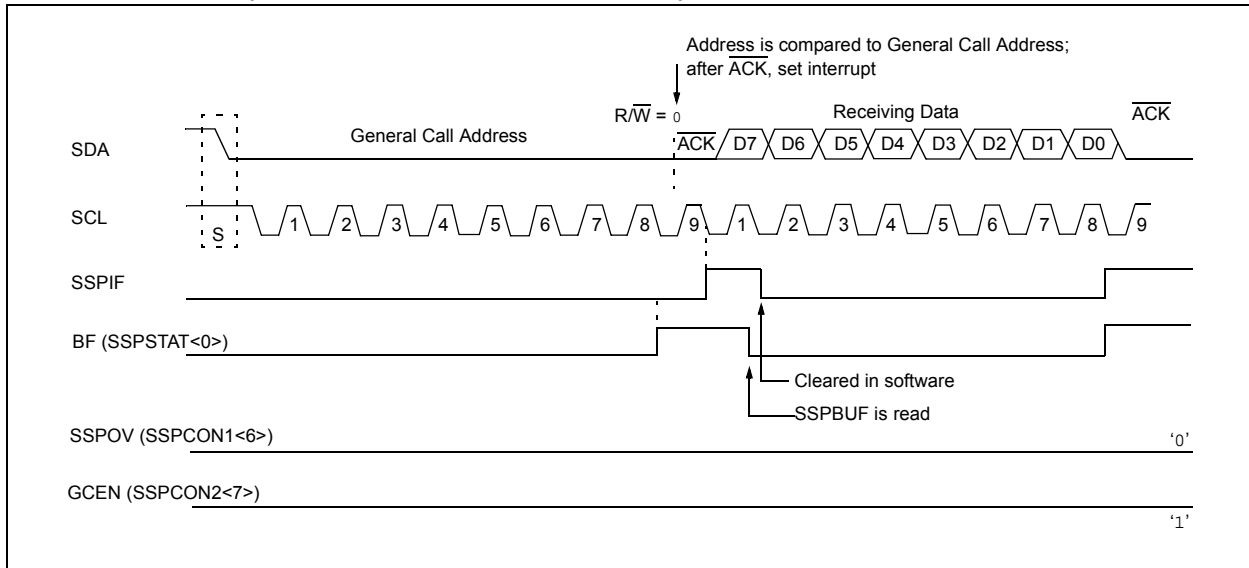 Address is compared to General Call Address;
after ACK, set interrupt
R/W = 0
Receiving Data
ACK
General Call Address
SDA
ACK D7 D6 D5 D4 D3 D2 D1 D0
SCL
S
1 2 3 4 5 6 7 8 9 1 2 3 4 5 6 7 8 9
SSPIF
BF (SSPSTAT<0>)
Cleared in software
SSPBUF is read
SSPOV (SSPCON1<6>)
‘0’
GCEN (SSPCON2<7>)
‘1’